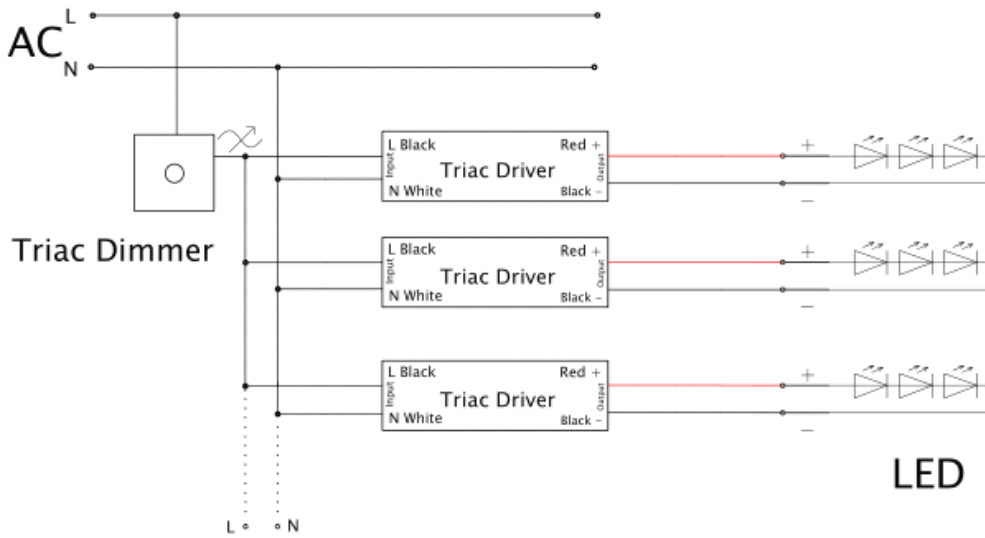 L
AC
N
L Black
Red +
Input
Triac Driver
Output
N White
Black -
+
-
Triac Dimmer
L Black
Red +
Input
Triac Driver
Output
N White
Black -
+
-
L Black
Red +
Input
Triac Driver
Output
N White
Black -
+
-
LED
L
N